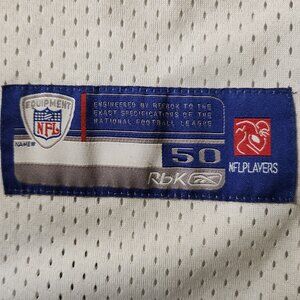 EQUIPMENT
NFL
NAME#
ENGINEERED BY REEBOK TO THE
EXACT SPECIFICATIONS OF THE
NATIONAL FOOTBALL LEAGUE
50
RbK
NFLPLAYERS